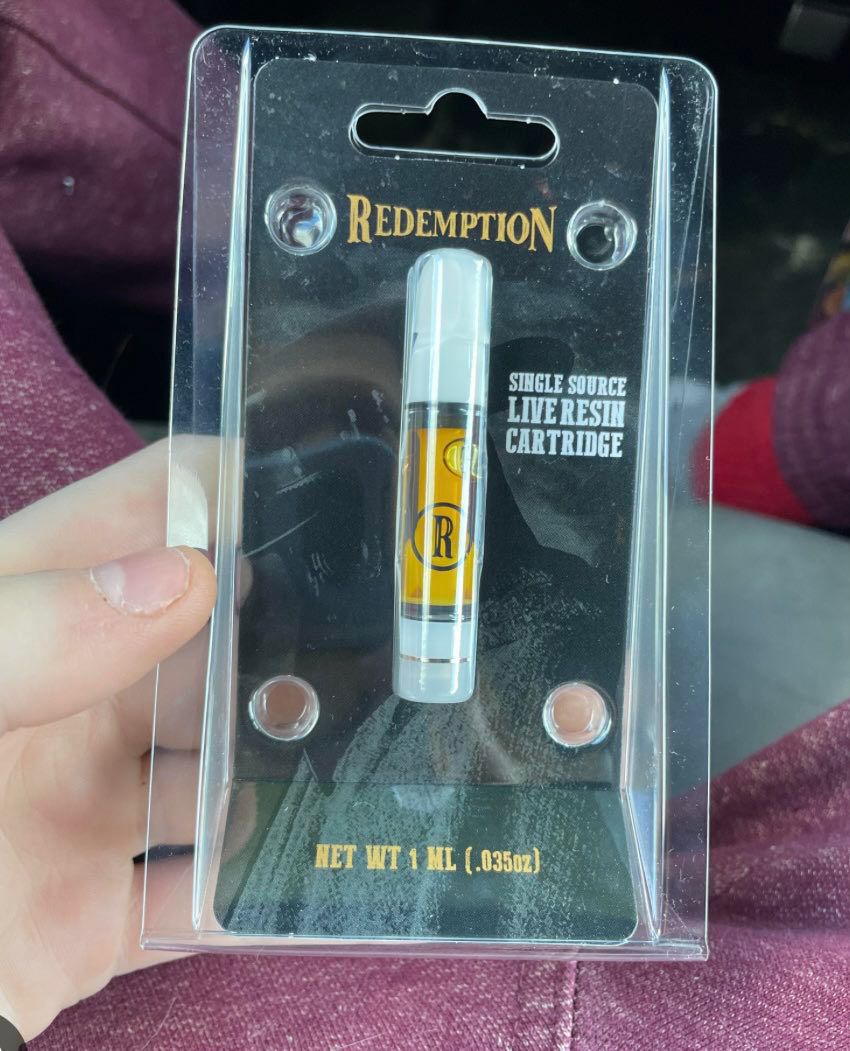 REDEMPTION
SINGLE SOURCE
LIVE RESIN
CARTRIDGE
R
NET WT 1 ML (.035oz)